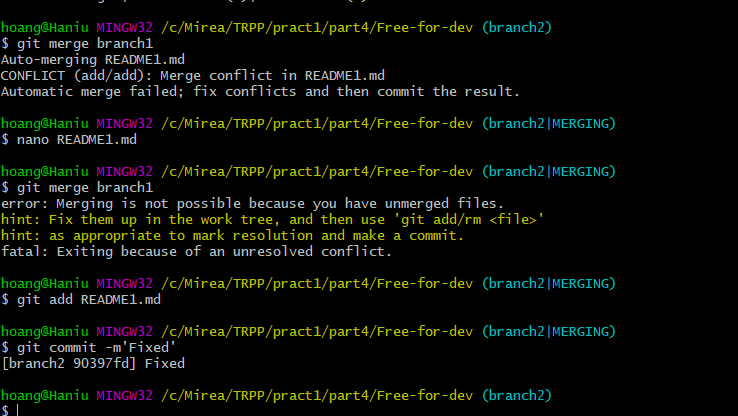 hoang@Haniu MINGW32 /c/Mirea/TRPP/pract1/part4/Free-for-dev (branch2)
$ git merge branch1
Auto-merging README1.md
CONFLICT (add/add): Merge conflict in README1.md
Automatic merge failed; fix conflicts and then commit the result.
hoang@Haniu MINGW32 /c/Mirea/TRPP/pract1/part4/Free-for-dev (branch2|MERGING)
$ nano README1.md
hoang@Haniu MINGW32 /c/Mirea/TRPP/pract1/part4/Free-for-dev (branch2|MERGING)
$ git merge branch1
error: Merging is not possible because you have unmerged files.
hint: Fix them up in the work tree, and then use 'git add/rm <file>'
hint: as appropriate to mark resolution and make a commit.
fatal: Exiting because of an unresolved conflict.
hoang@Haniu MINGW32 /c/Mirea/TRPP/pract1/part4/Free-for-dev (branch2|MERGING)
$ git add README1.md
hoang@Haniu MINGW32 /c/Mirea/TRPP/pract1/part4/Free-for-dev (branch2|MERGING)
$ git commit -m'Fixed'
[branch2 90397fd] Fixed
hoang@Haniu MINGW32 /c/Mirea/TRPP/pract1/part4/Free-for-dev (branch2)
$